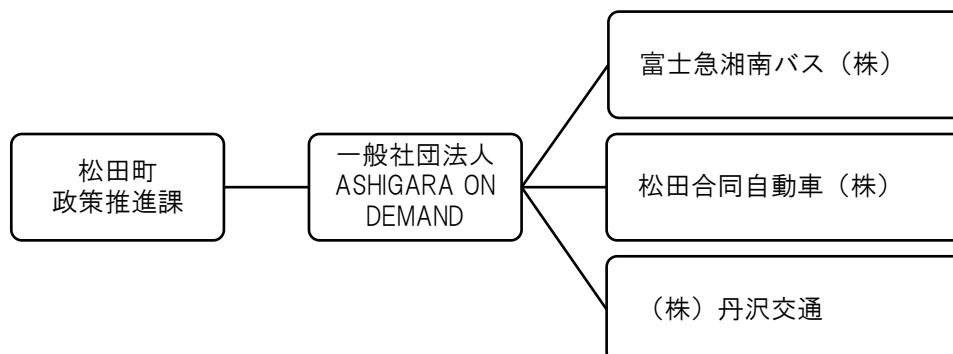 松田町
政策推進課
一般社団法人
ASHIGARA ON
DEMAND
富士急湘南バス（株）
松田合同自動車（株）
（株）丹沢交通